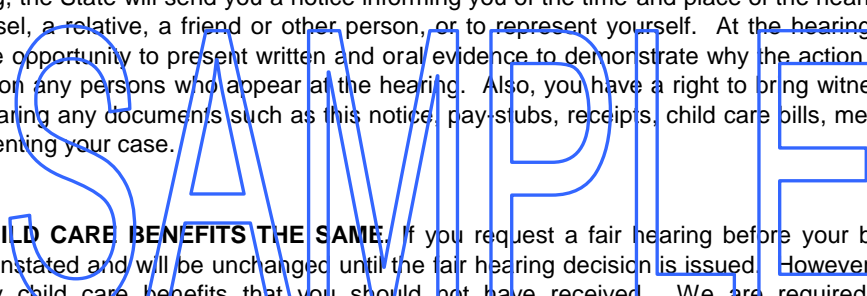 g, the State will send you a notice informing you of the time and place of the hear
sel, a relative, a friend or other person, or to represent yourself. At the hearing
e opportunity to present written and oral evidence to demonstrate why the action
on any persons who appear at the hearing. Also, you have a right to bring witne
aring any documents such as this notice, pay-stubs, receipts, child care bills, me
enting your case.
ILD CARE BENEFITS THE SAME. If you request a fair hearing before your b
nstated and will be unchanged until the fair hearing decision is issued. However
y child care benefits that you should not have received. We are required
SAMPLE